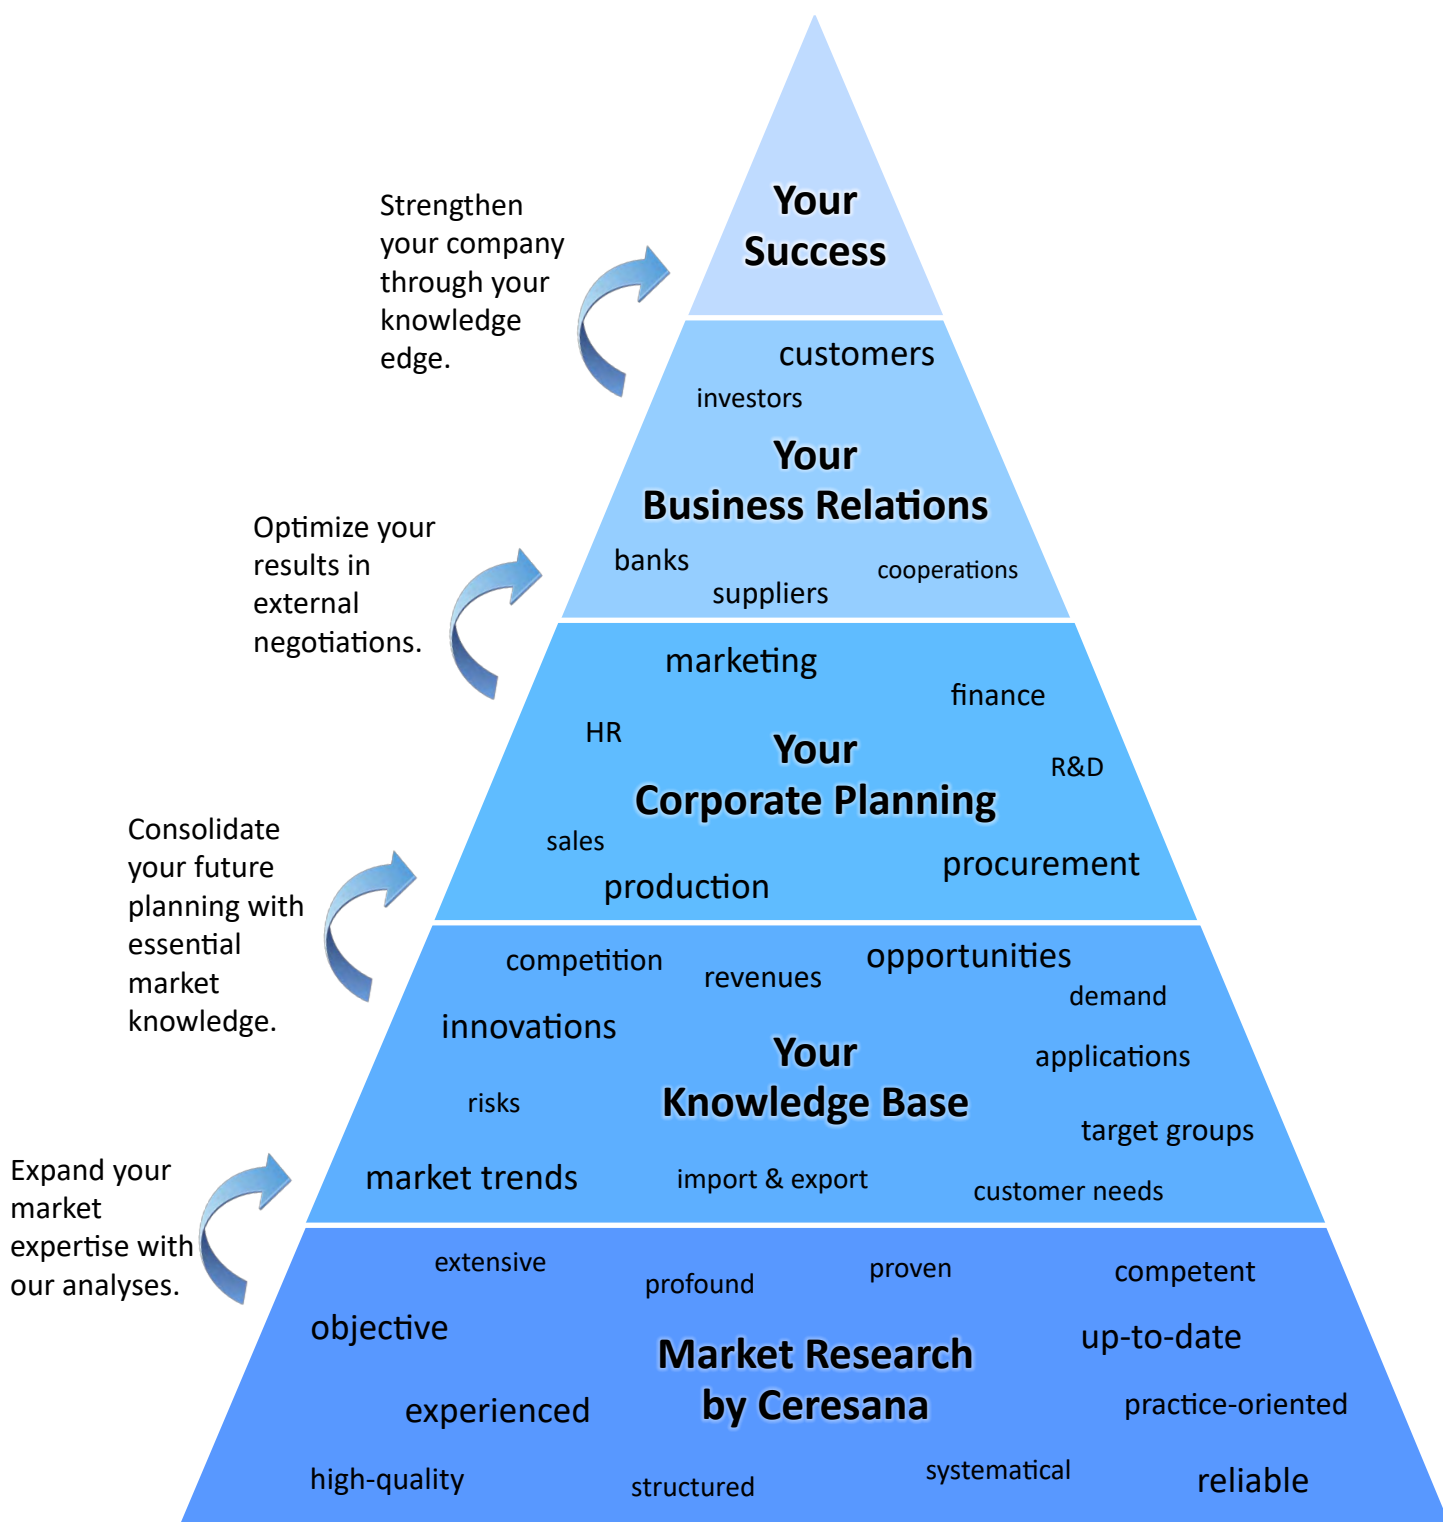 Your
Success
Strengthen
your company
through your
knowledge
edge.
customers
investors
Your
Business Relations
banks
suppliers
cooperations
Optimize your
results in
external
negotiations.
marketing
finance
HR
Your
Corporate Planning
R&D
sales
production
procurement
Consolidate
your future
planning with
essential
market
knowledge.
competition
revenues
opportunities
demand
innovations
Your
Knowledge Base
applications
risks
target groups
market trends
import & export
customer needs
Expand your
market
expertise with
our analyses.
extensive
profound
proven
competent
objective
up-to-date
Market Research
by Ceresana
experienced
practice-oriented
high-quality
structured
systematical
reliable